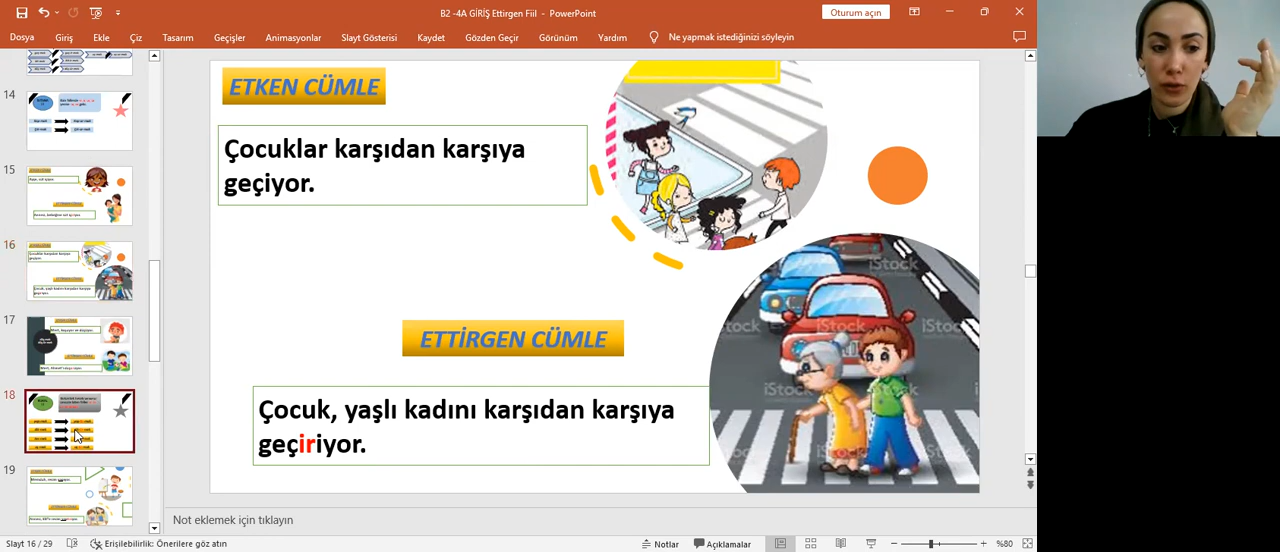 B2 -4A GİRİŞ Ettirgen Fiil - PowerPoint
Oturum açın
Dosya Giriş Ekle Çiz Tasarım Geçişler Animasyonlar Slayt Gösterisi Kaydet Gözden Geçir Görünüm Yardım Ne yapmak istediğinizi söyleyin
14
15
16
17
18
19
ETKEN CÜMLE
Çocuklar karşıdan karşıya
geçiyor.
iStock
iStock
iStock
iStock
iStock
ETTİRGEN CÜMLE
Çocuk, yaşlı kadını karşıdan karşıya
geçiriyor.
Not eklemek için tıklayın
Slayt 16 / 29 Erişilebilirlik: Önerilere göz atın Notlar Açıklamalar %80